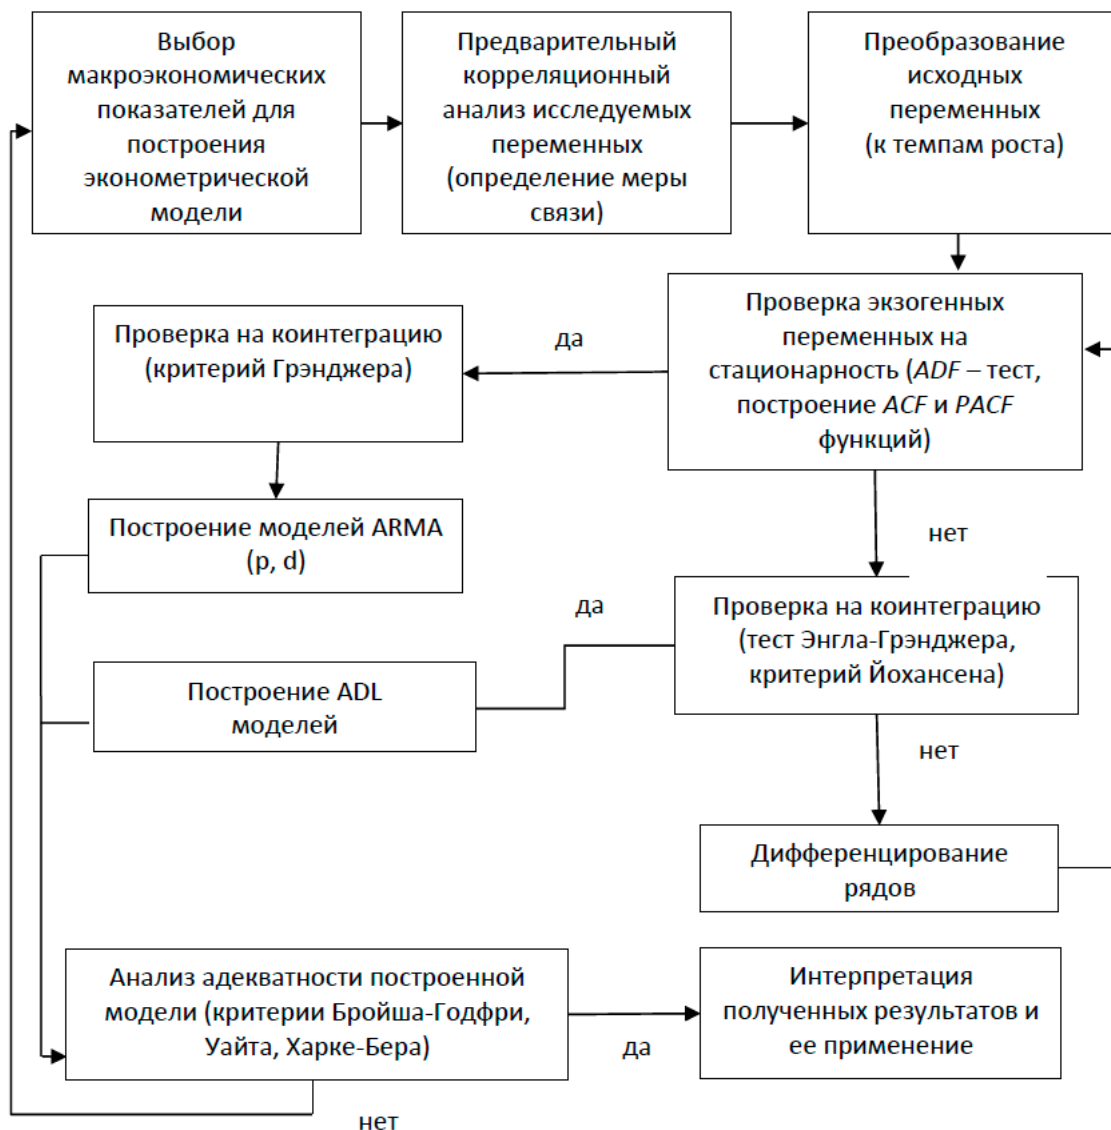 Выбор
макроэкономических
показателей для
построения
эконометрической
модели
Предварительный
корреляционный
анализ исследуемых
переменных
(определение меры
связи)
Преобразование
исходных
переменных
(к темпам роста)
Проверка экзогенных
переменных на
стационарность (ADF – тест,
построение ACF и PACF
функций)
да
Проверка на коинтеграцию
(критерий Грэнджера)
Построение моделей ARMA
(p, d)
нет
Проверка на коинтеграцию
(тест Энгла-Грэнджера,
критерий Йохансена)
да
Построение ADL
моделей
нет
Дифференцирование
рядов
Анализ адекватности построенной
модели (критерии Бройша-Годфри,
Уайта, Харке-Бера)
да
Интерпретация
полученных результатов и
ее применение
нет